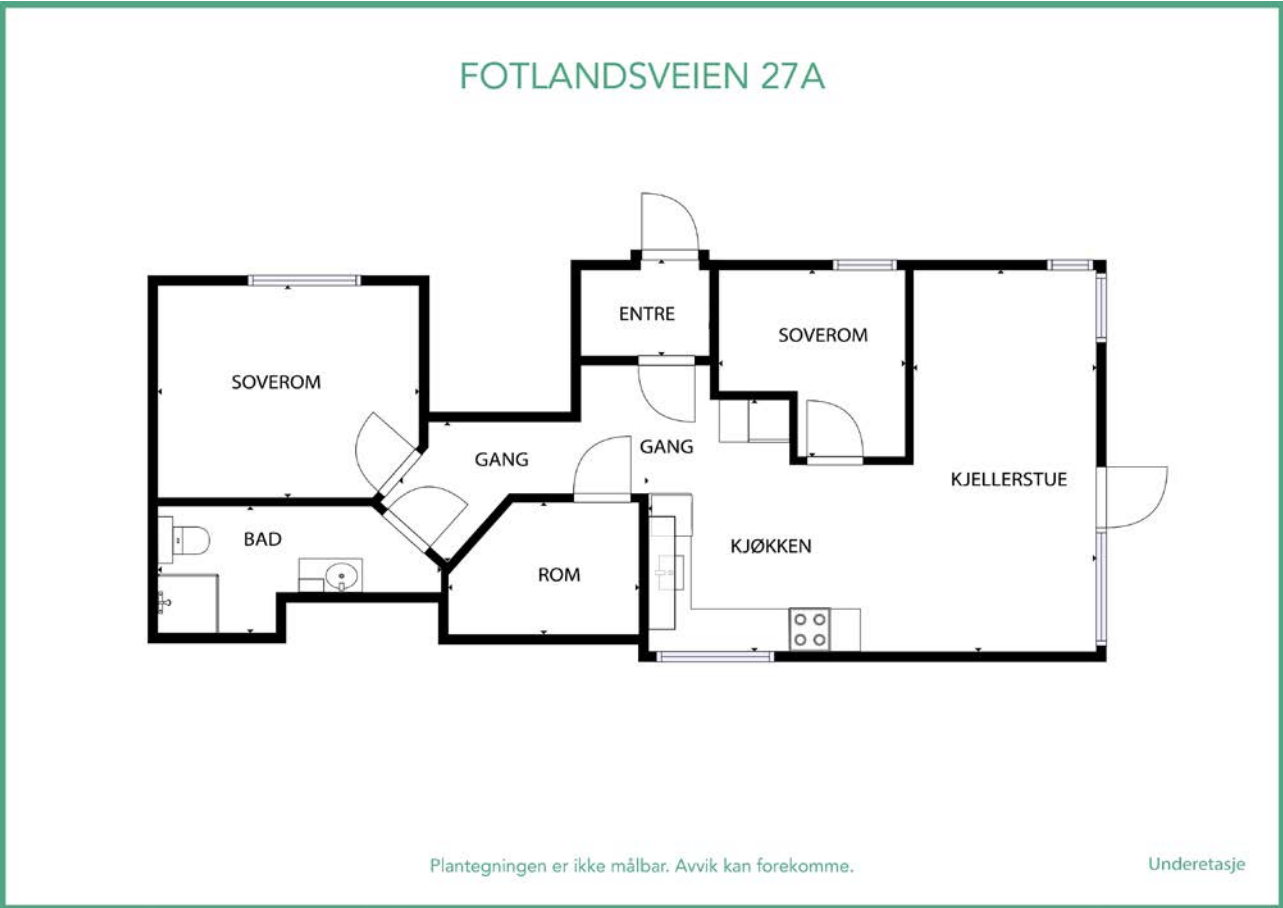 FOTLANDSVEIEN 27A
ENTRE
SOVEROM
SOVEROM
GANG
GANG
KJELLERSTUE
BAD
KJØKKEN
ROM
Plantegningen er ikke målbar. Avvik kan forekomme.
Underetasje